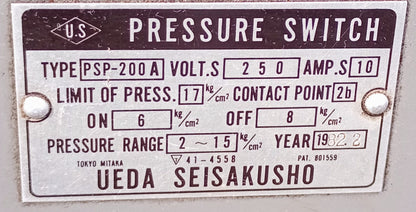 U.S PRESSURE SWITCH
TYPE PSP-200A VOLT.S 250 AMP.S 10
LIMIT OF PRESS. 17 kg/cm² CONTACT POINT 2b
ON 6 kg/cm² OFF 8 kg/cm²
PRESSURE RANGE 2~15 kg/cm² YEAR 1982.2
TOKYO MITAKA 41-4558 PAT. 801559
UEDA SEISAKUSHO